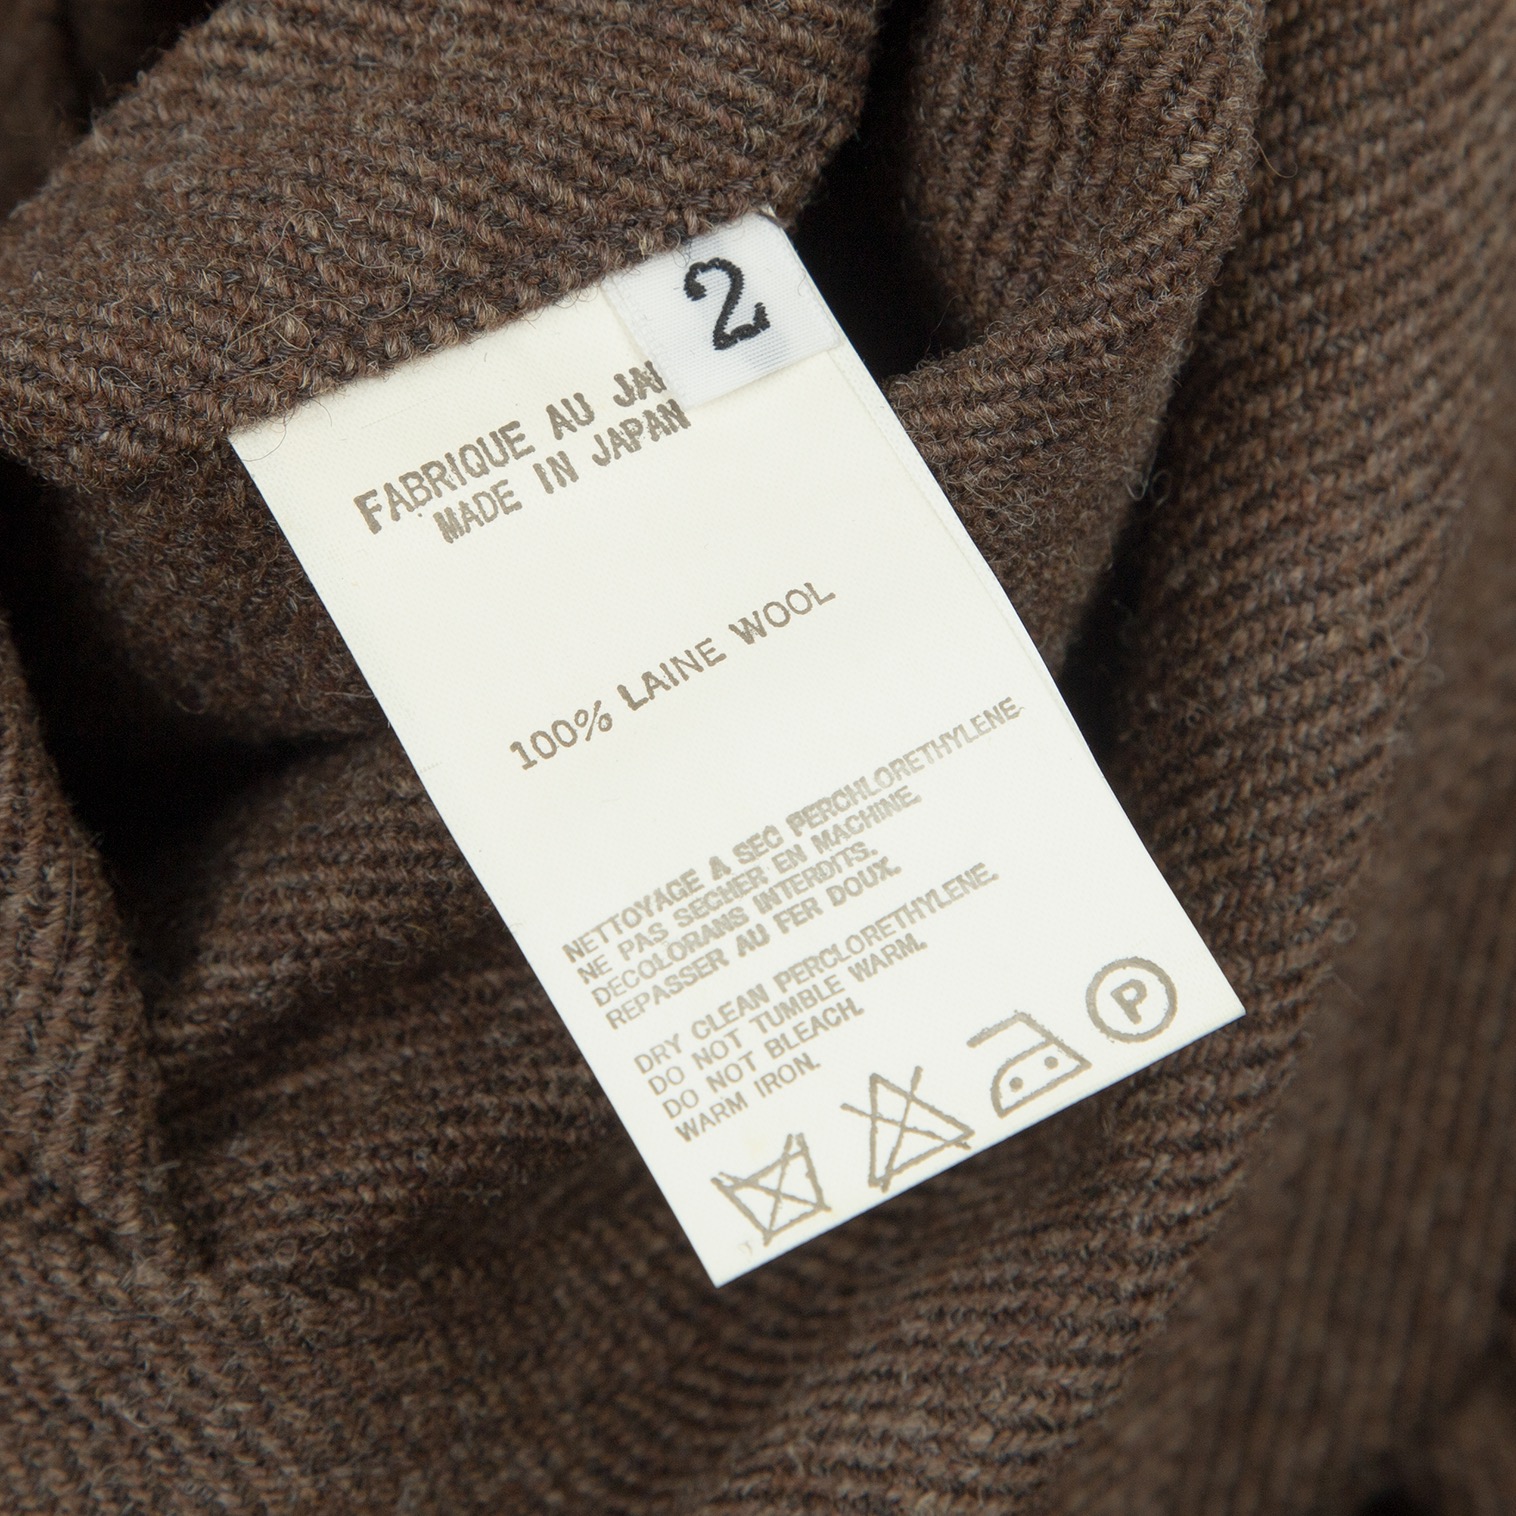 2
FABRIQUE AU JAI
MADE IN JAPAN
100% LAINE WOOL
NETTOYAGE A SEC PERCHLORETHYLENE.
NE PAS SECHER EN MACHINE.
DECOLORANS INTERDITS.
REPASSER AU FER DOUX.
DRY CLEAN PERCLORETHYLENE.
DO NOT TUMBLE WARM.
DO NOT BLEACH.
WARM IRON.
P